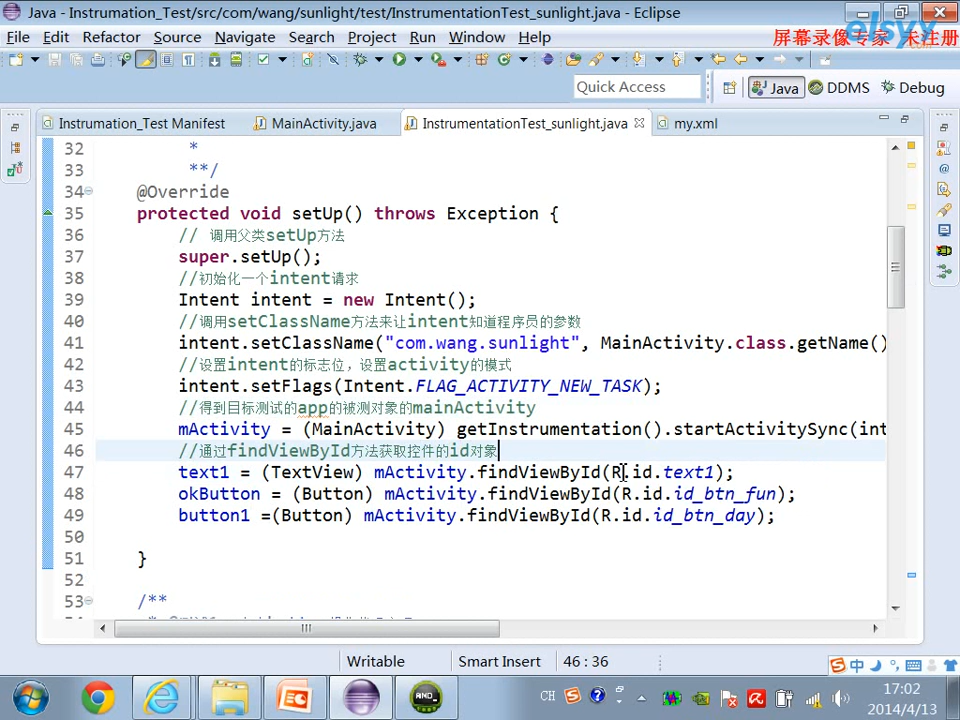 Java - Instrumation_Test/src/com/wang/sunlight/test/InstrumentationTest_sunlight.java - Eclipse
elsyy
屏幕录像专家 未注册
File Edit Refactor Source Navigate Search Project Run Window Help
Quick Access
Java DDMS Debug
Instrumation_Test Manifest MainActivity.java InstrumentationTest_sunlight.java my.xml
32 *
33 **/
34 @Override
35 protected void setUp() throws Exception {
36 // 调用父类setUp方法
37 super.setUp();
38 //初始化一个intent请求
39 Intent intent = new Intent();
40 //调用setClassName方法来让intent知道程序员的参数
41 intent.setClassName("com.wang.sunlight", MainActivity.class.getName()
42 //设置intent的标志位，设置activity的模式
43 intent.setFlags(Intent.FLAG_ACTIVITY_NEW_TASK);
44 //得到目标测试的app的被测对象的mainActivity
45 mActivity = (MainActivity) getInstrumentation().startActivitySync(int
46 //通过findViewById方法获取控件的id对象
47 text1 = (TextView) mActivity.findViewById(R.id.text1);
48 okButton = (Button) mActivity.findViewById(R.id.id_btn_fun);
49 button1 =(Button) mActivity.findViewById(R.id.id_btn_day);
50
51 }
52
53 /**
Writable Smart Insert 46 : 36
中
CH
17:02
2014/4/13